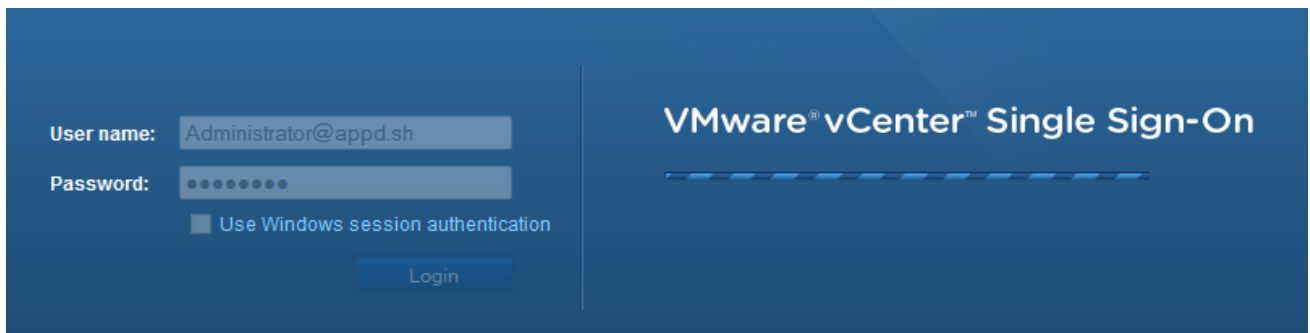 VMware® vCenter™ Single Sign-On
User name: Administrator@appd.sh
Password: ••••••••
Use Windows session authentication
Login